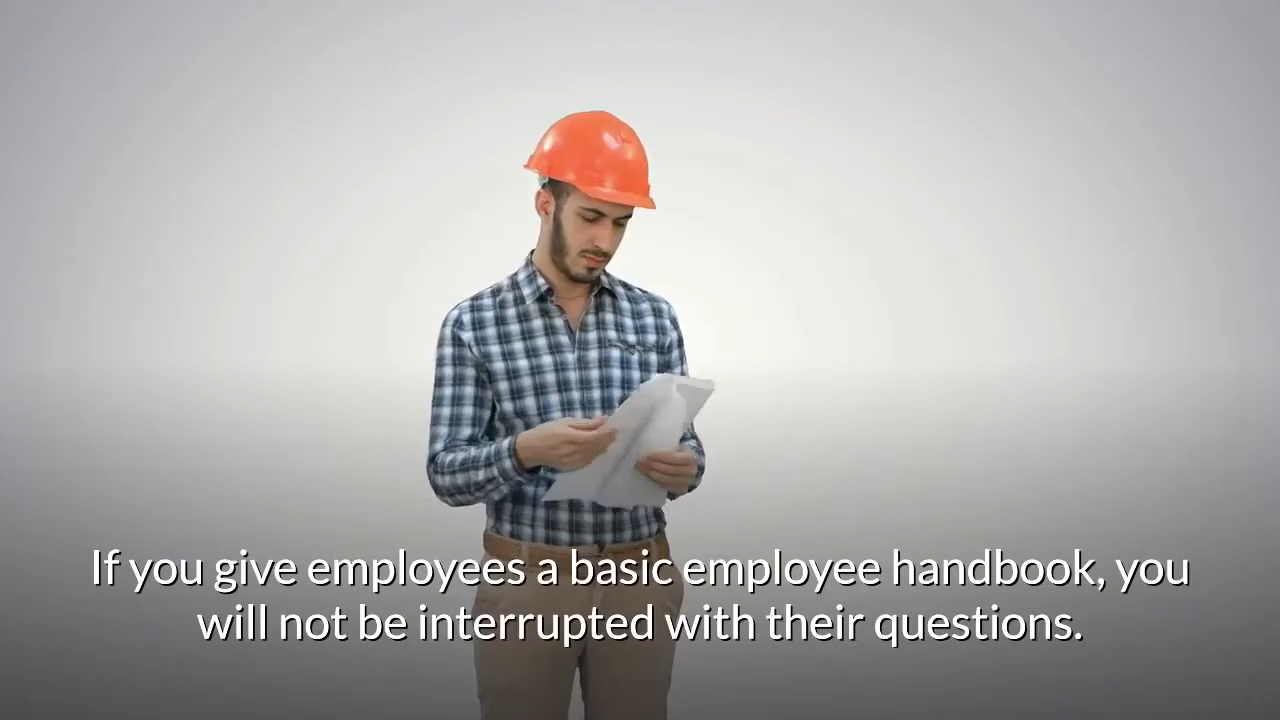 If you give employees a basic employee handbook, you
will not be interrupted with their questions.